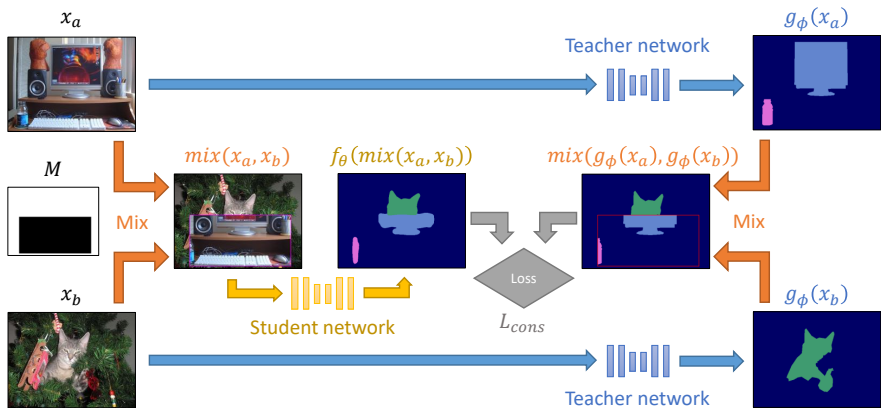 x_a
Teacher network
g_ϕ(x_a)
mix(x_a, x_b)
f_θ(mix(x_a, x_b))
mix(g_ϕ(x_a), g_ϕ(x_b))
M
Mix
Mix
Loss
x_b
Student network
L_cons
g_ϕ(x_b)
Teacher network